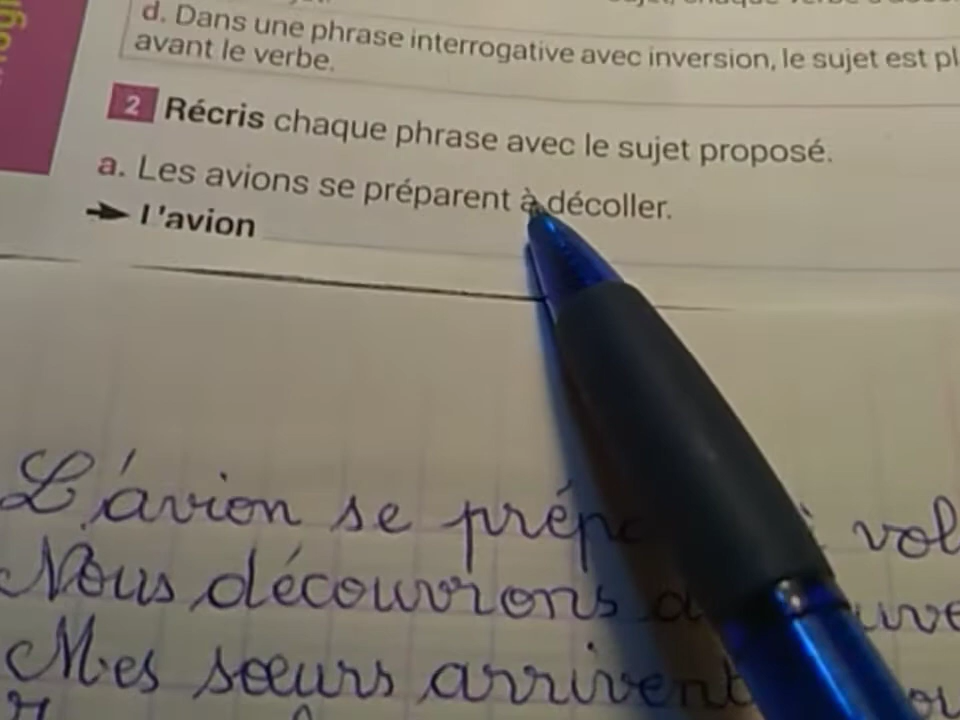 d. Dans une phrase interrogative avec inversion, le sujet est
avant le verbe.
2 Récris chaque phrase avec le sujet proposé.
a. Les avions se préparent à décoller.
➔ l'avion
L'avion se
Nous découvrons
Mes sœurs arrivent